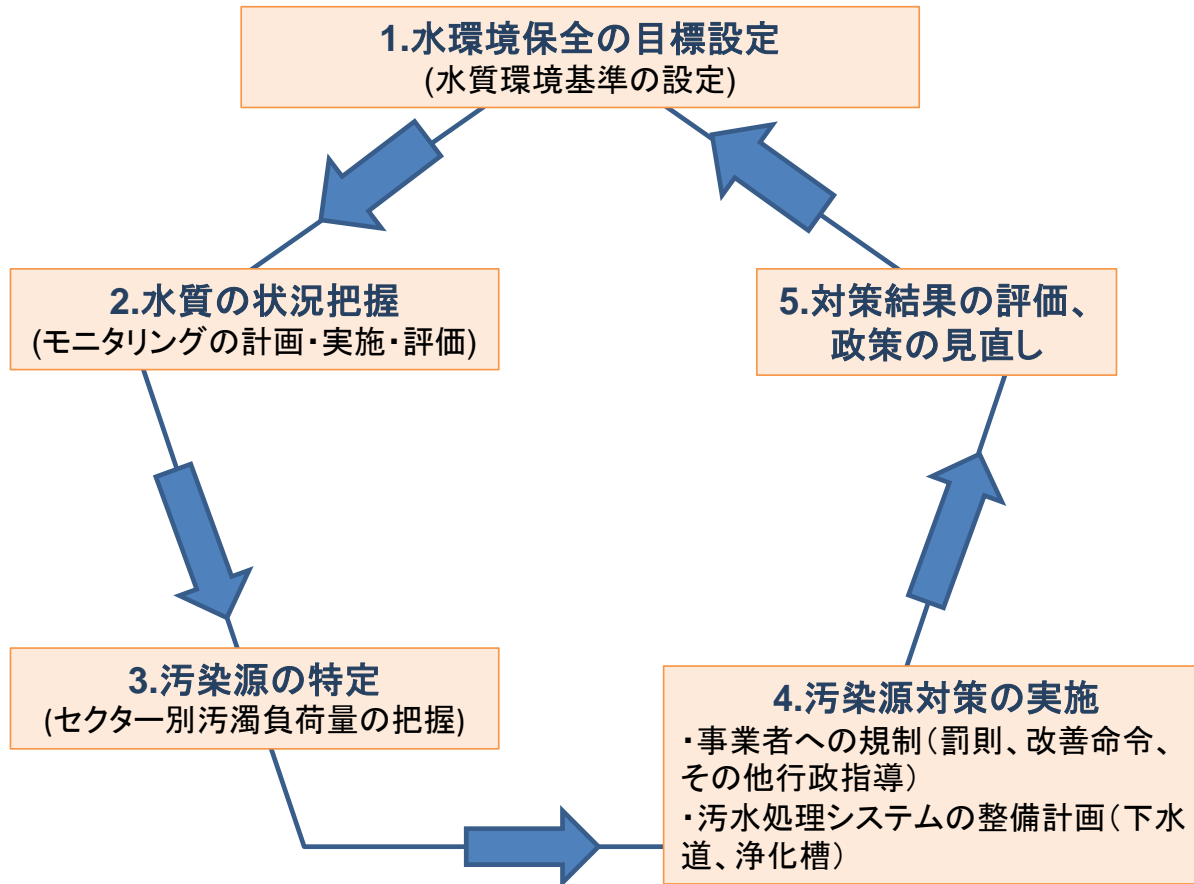 1.水環境保全の目標設定
(水質環境基準の設定)
2.水質の状況把握
(モニタリングの計画・実施・評価)
3.汚染源の特定
(セクター別汚濁負荷量の把握)
4.汚染源対策の実施
・事業者への規制(罰則、改善命令、
その他行政指導)
・汚水処理システムの整備計画(下水
道、浄化槽)
5.対策結果の評価、
政策の見直し